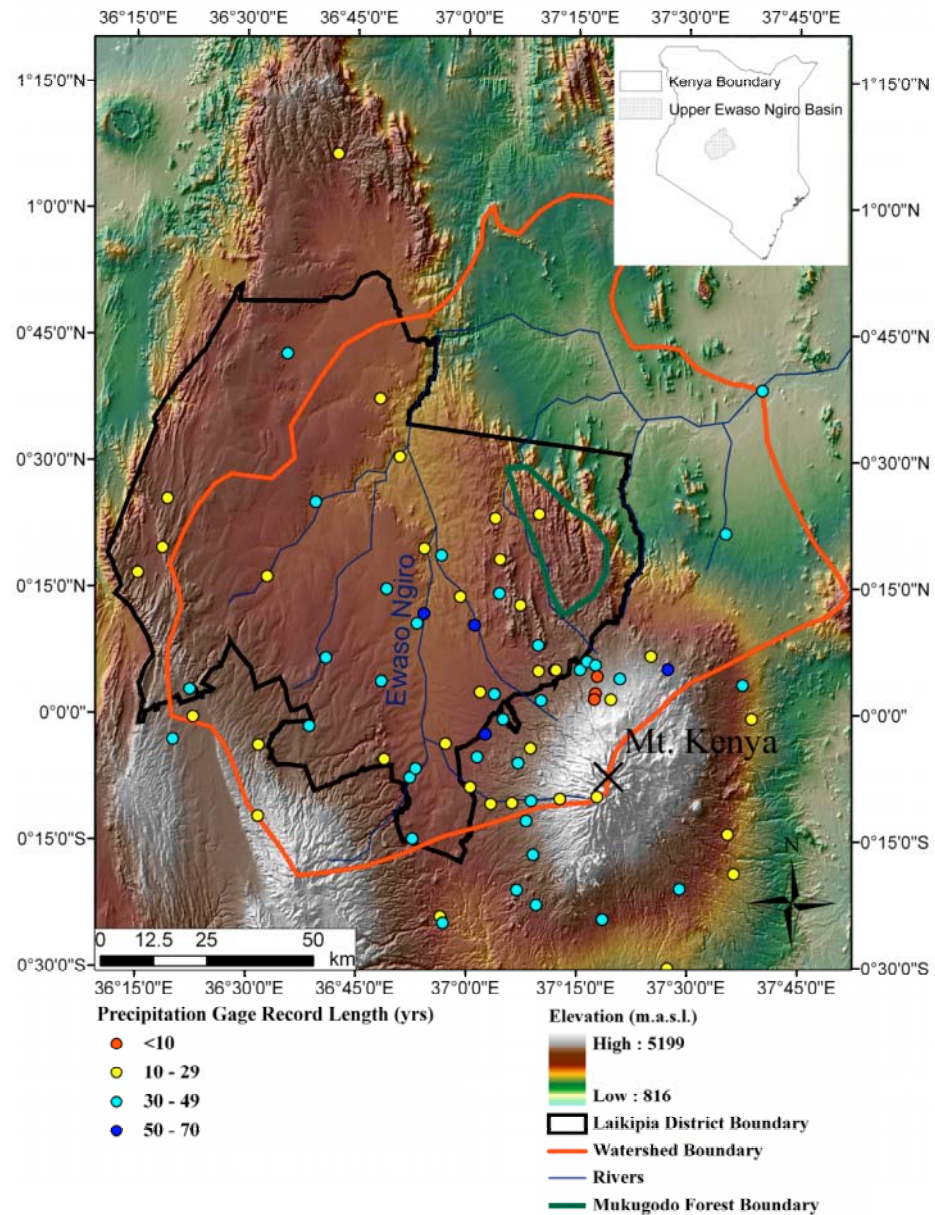 36°15'0"E 36°30'0"E 36°45'0"E 37°0'0"E 37°15'0"E 37°30'0"E 37°45'0"E
1°15'0"N
1°15'0"N
Kenya Boundary
Upper Ewaso Ngiro Basin
1°0'0"N
1°0'0"N
0°45'0"N
0°45'0"N
0°30'0"N
0°30'0"N
0°15'0"N
0°15'0"N
Ewaso Ngiro
0°0'0"
0°0'0"
Mt. Kenya
0°15'0"S
0°15'0"S
N
0 12.5 25 50
km
0°30'0"S
0°30'0"S
36°15'0"E 36°30'0"E 36°45'0"E 37°0'0"E 37°15'0"E 37°30'0"E 37°45'0"E
Precipitation Gage Record Length (yrs)
<10
10 - 29
30 - 49
50 - 70
Elevation (m.a.s.l.)
High : 5199
Low : 816
Laikipia District Boundary
Watershed Boundary
Rivers
Mukugodo Forest Boundary